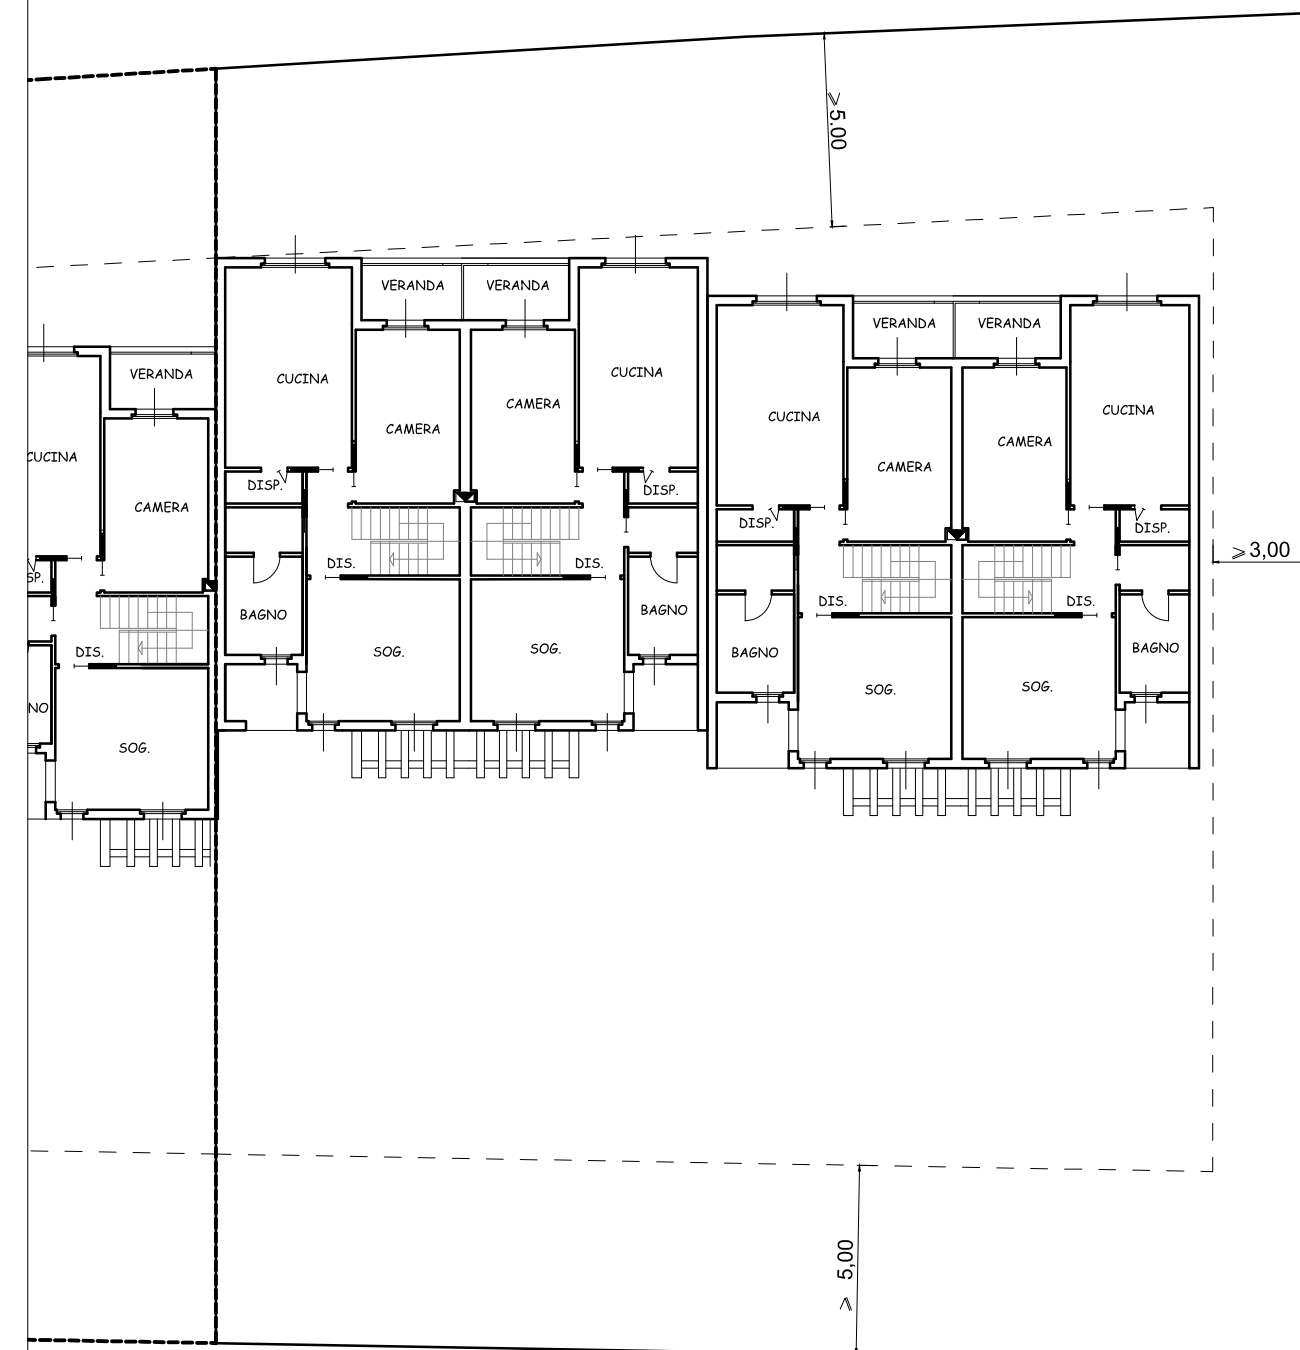 ⩾ 5.00
VERANDA
VERANDA
VERANDA
VERANDA
VERANDA
CUCINA
CAMERA
CAMERA
CUCINA
CUCINA
CAMERA
CAMERA
CUCINA
CUCINA
CAMERA
DISP.
DISP.
DISP.
DISP.
SP.
DIS.
DIS.
DIS.
DIS.
DIS.
⩾ 3,00
BAGNO
BAGNO
BAGNO
BAGNO
NO
SOG.
SOG.
SOG.
SOG.
SOG.
⩾ 5,00